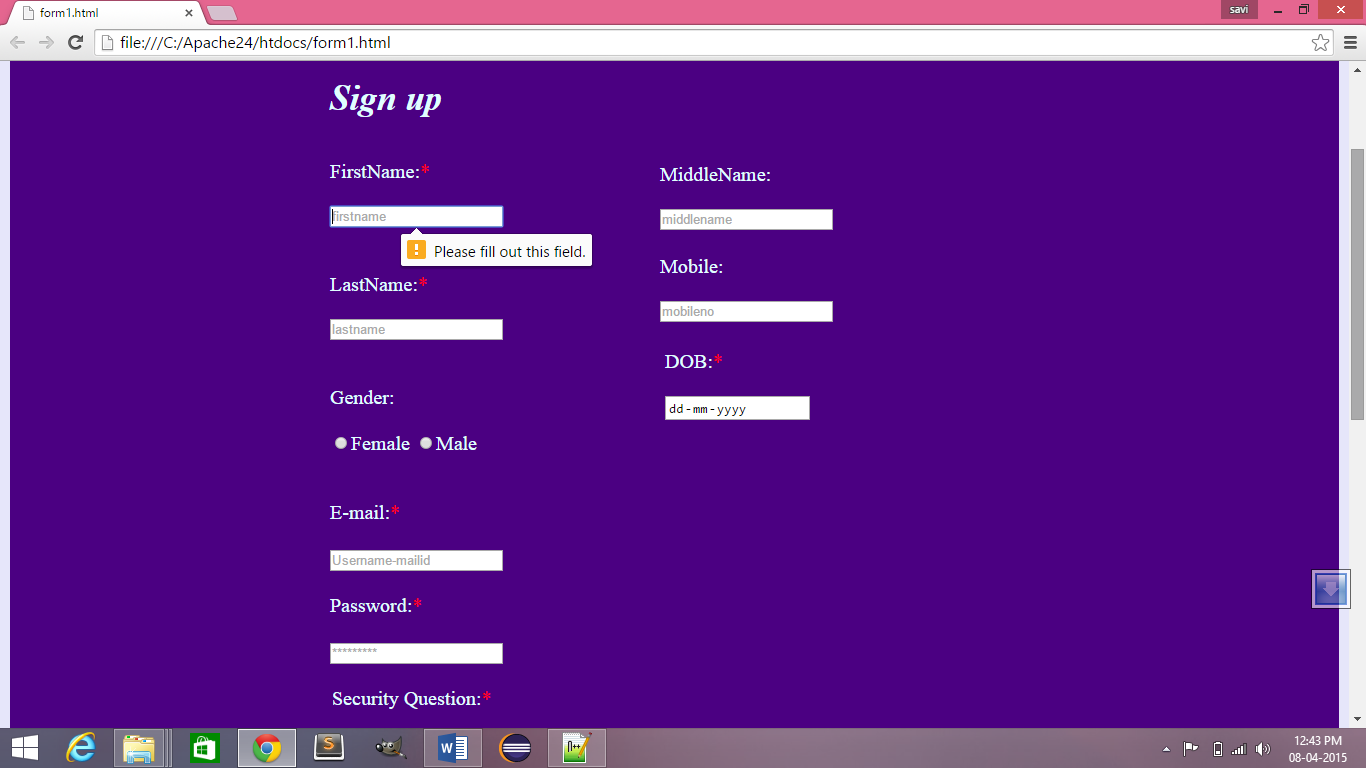 form1.html
savi
file:///C:/Apache24/htdocs/form1.html
Sign up
FirstName:*
firstname
Please fill out this field.
MiddleName:
middlename
LastName:*
lastname
Mobile:
mobileno
DOB:*
dd-mm-yyyy
Gender:
Female Male
E-mail:*
Username-mailid
Password:*
*********
Security Question:*
12:43 PM
08-04-2015